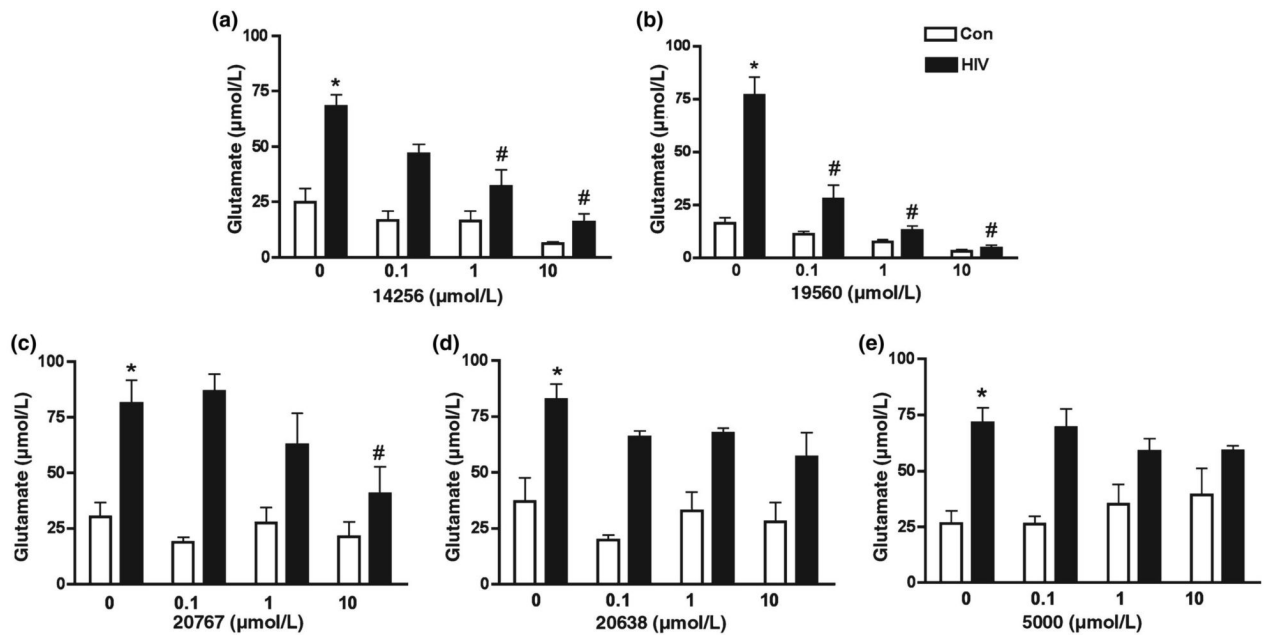 (a)
100
75
50
25
0
Glutamate (µmol/L)
*
#
#
0 0.1 1 10
14256 (µmol/L)
(b)
100
75
50
25
0
Glutamate (µmol/L)
*
#
#
#
0 0.1 1 10
19560 (µmol/L)
Con
HIV
(c)
100
75
50
25
0
Glutamate (µmol/L)
*
#
0 0.1 1 10
20767 (µmol/L)
(d)
100
75
50
25
0
Glutamate (µmol/L)
*
0 0.1 1 10
20638 (µmol/L)
(e)
100
75
50
25
0
Glutamate (µmol/L)
*
0 0.1 1 10
5000 (µmol/L)